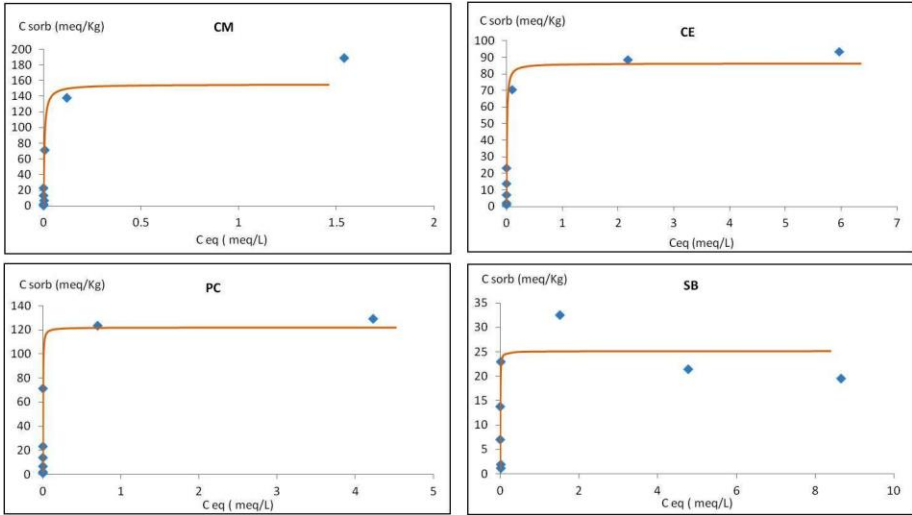 C sorb (meq/Kg)
CM
200
180
160
140
120
100
80
60
40
20
0
0 0.5 1 1.5 2
C eq ( meq/L)
C sorb (meq/Kg)
CE
100
90
80
70
60
50
40
30
20
10
0
0 1 2 3 4 5 6 7
Ceq (meq/L)
C sorb (meq/Kg)
PC
140
120
100
80
60
40
20
0
0 1 2 3 4 5
C eq ( meq/L)
C sorb (meq/Kg)
SB
35
30
25
20
15
10
5
0
0 2 4 6 8 10
C eq ( meq/L)